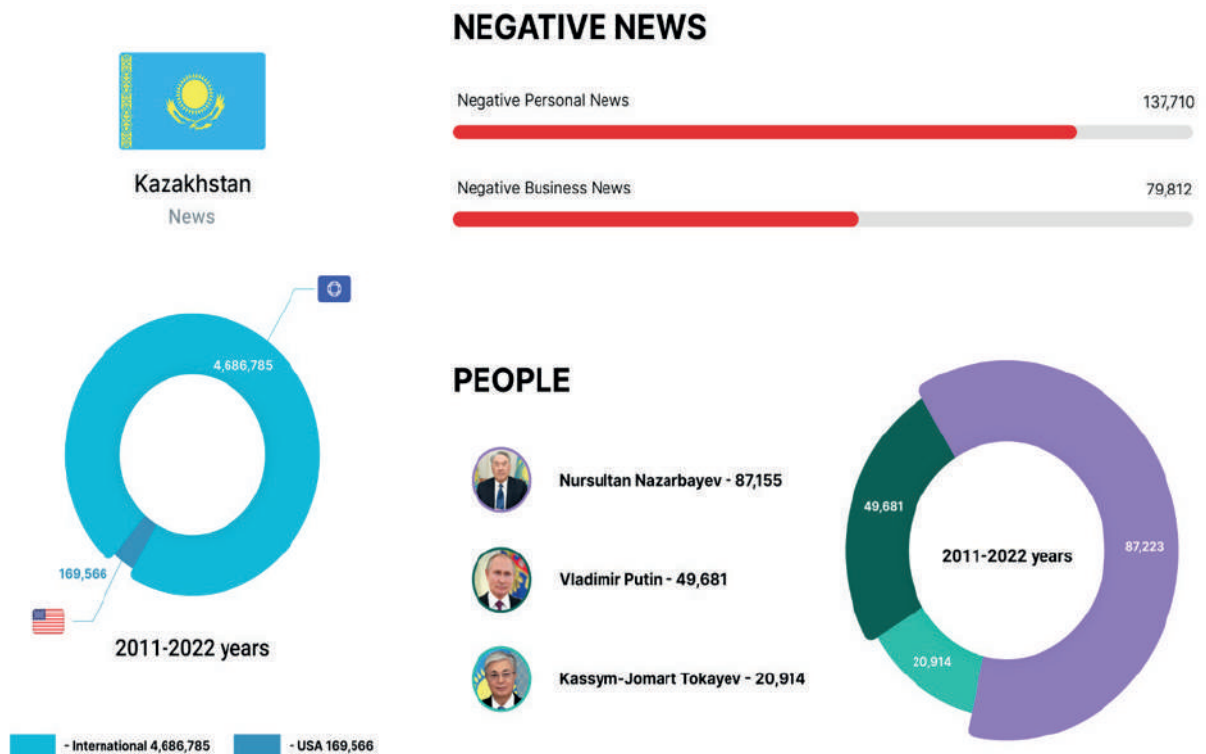 Kazakhstan
News
4,686,785
169,566
2011-2022 years
- International 4,686,785
- USA 169,566
NEGATIVE NEWS
Negative Personal News 137,710
Negative Business News 79,812
PEOPLE
Nursultan Nazarbayev - 87,155
Vladimir Putin - 49,681
Kassym-Jomart Tokayev - 20,914
49,681
87,223
2011-2022 years
20,914